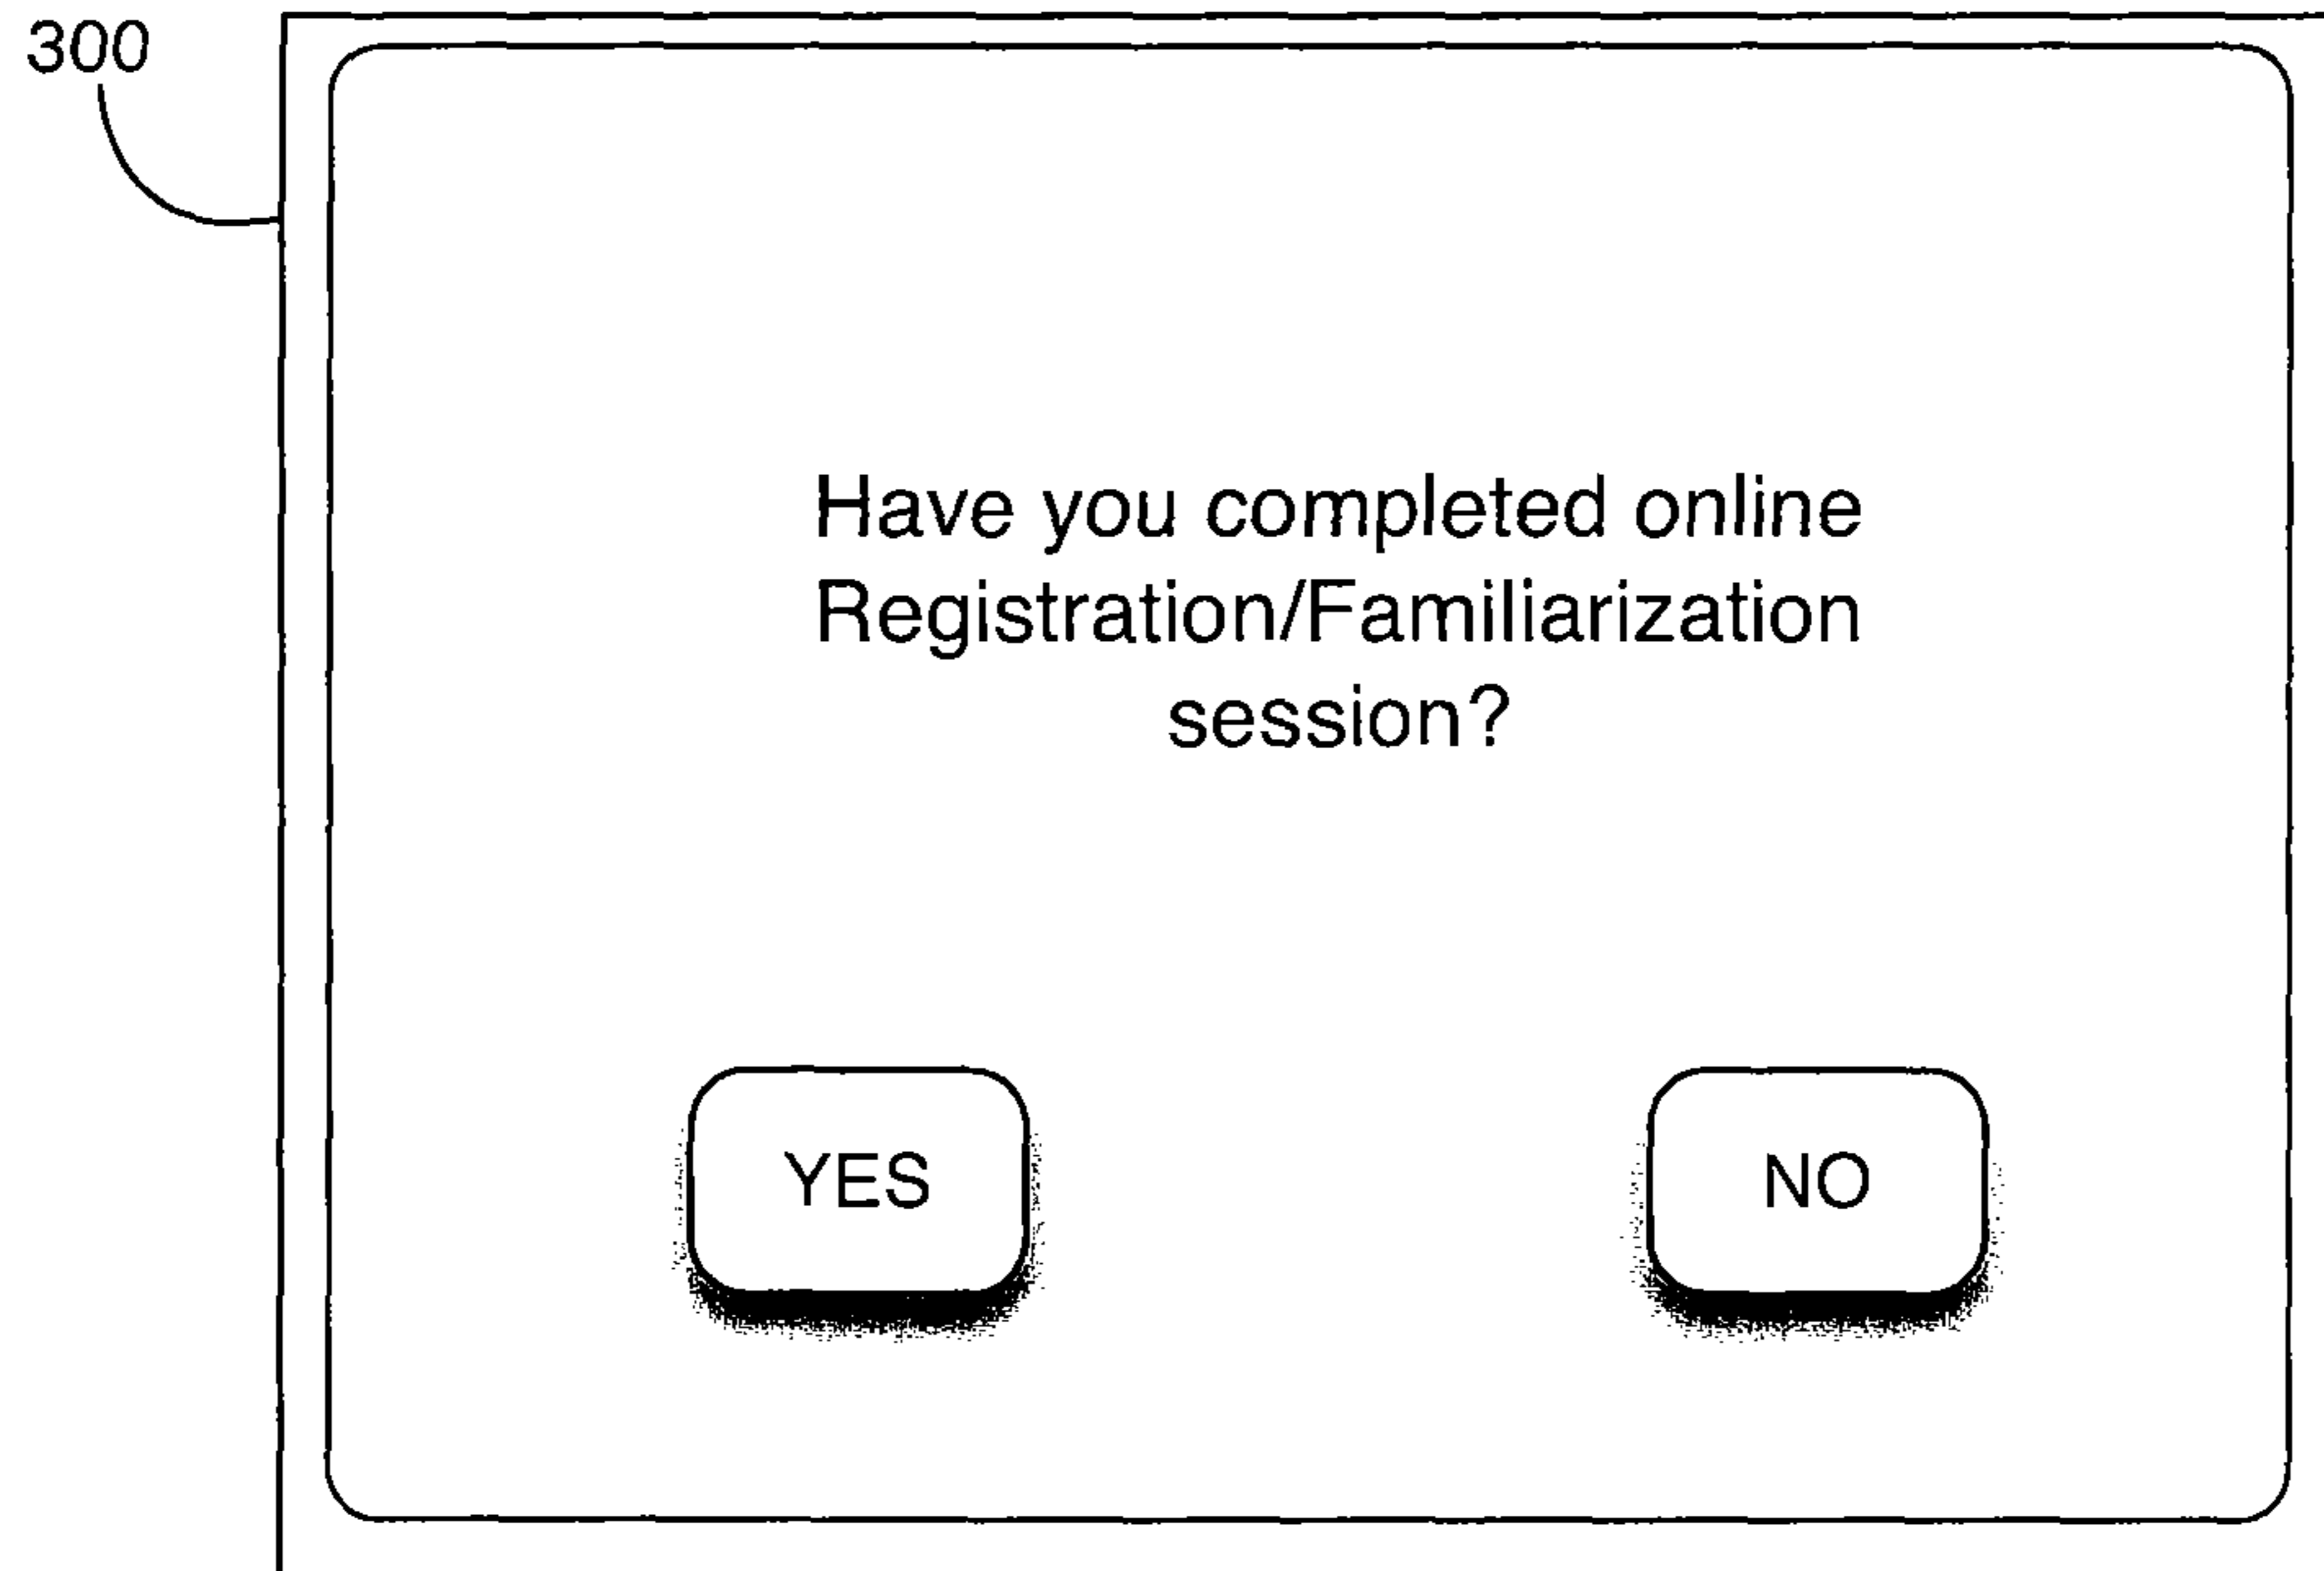 300
Have you completed online
Registration/Familiarization
session?
YES
NO